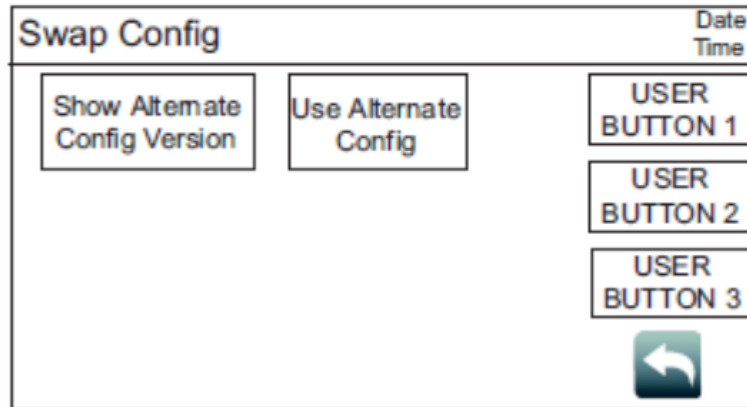 Swap Config
Date
Time
Show Alternate
Config Version
Use Alternate
Config
USER
BUTTON 1
USER
BUTTON 2
USER
BUTTON 3